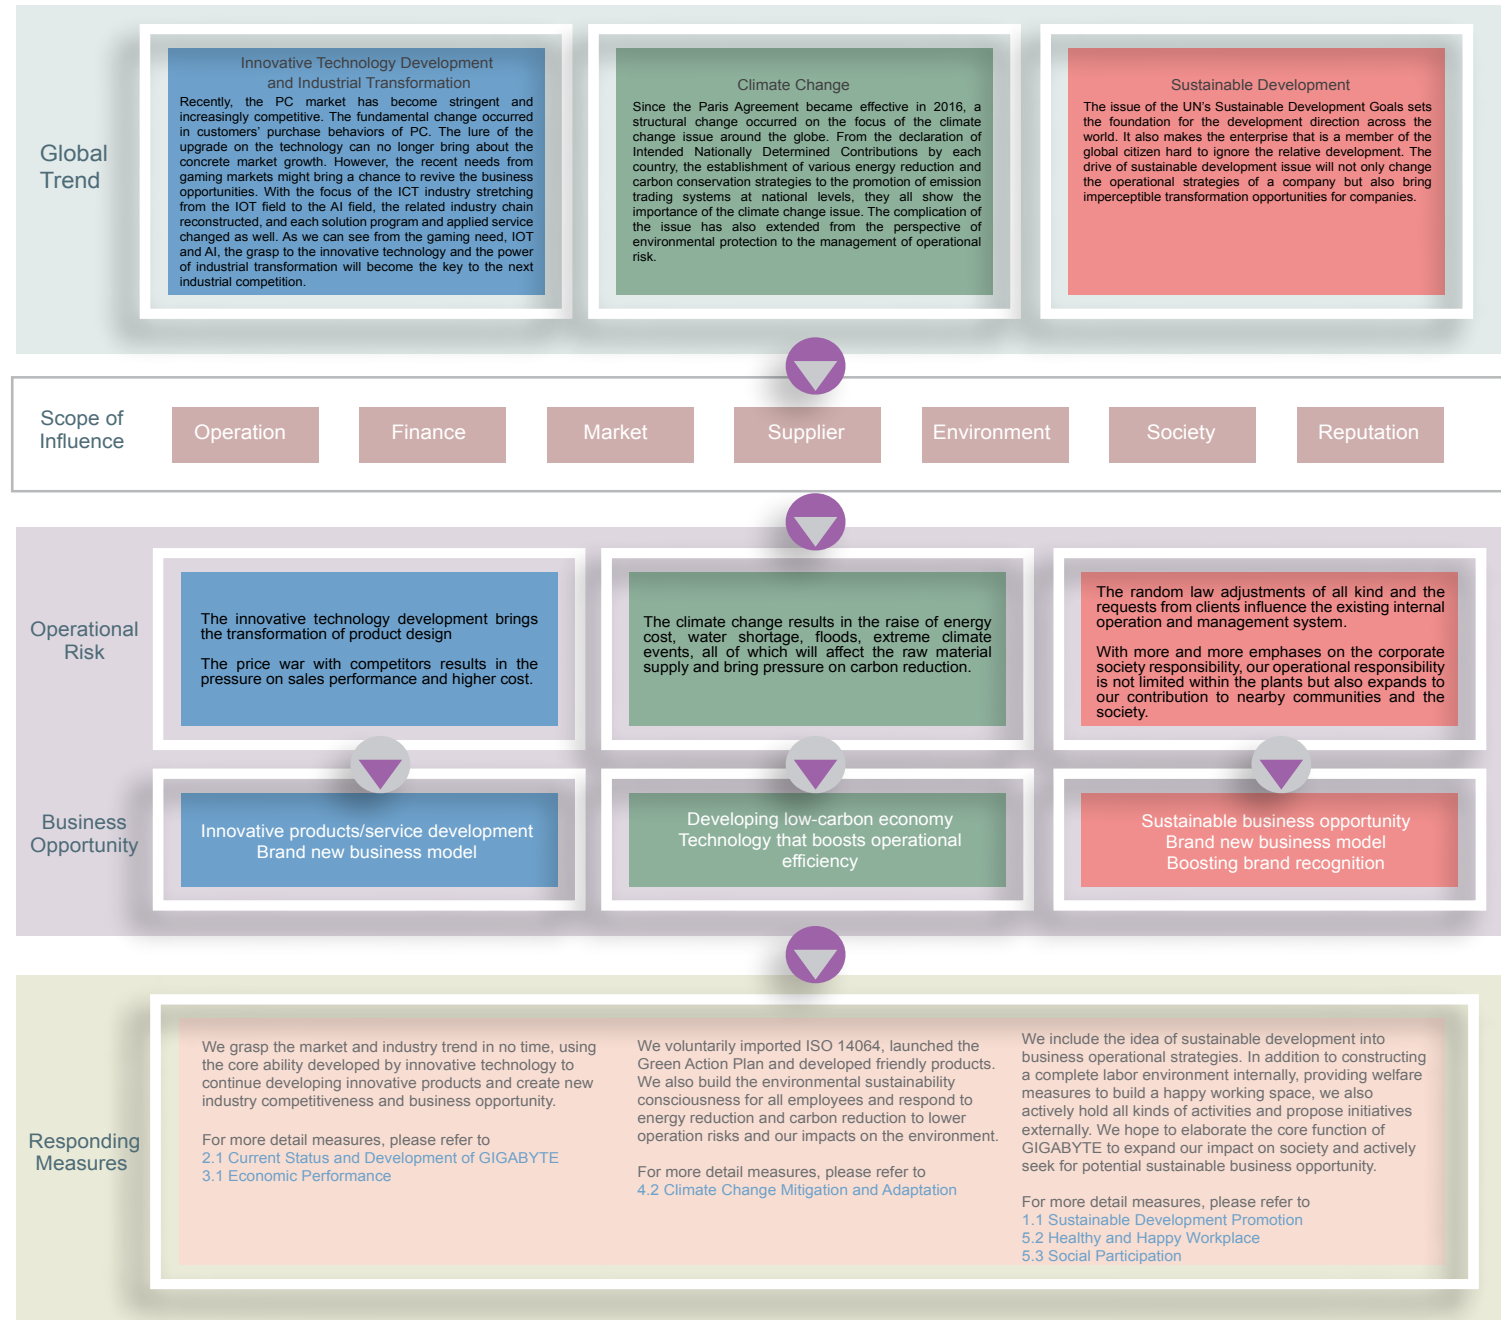 Global
Trend
Innovative Technology Development
and Industrial Transformation
Recently, the PC market has become stringent and
increasingly competitive. The fundamental change occurred
in customers' purchase behaviors of PC. The lure of the
upgrade on the technology can no longer bring about the
concrete market growth. However, the recent needs from
gaming markets might bring a chance to revive the business
opportunities. With the focus of the ICT industry stretching
from the IOT field to the AI field, the related industry chain
reconstructed, and each solution program and applied service
changed as well. As we can see from the gaming need, IOT
and AI, the grasp to the innovative technology and the power
of industrial transformation will become the key to the next
industrial competition.
Climate Change
Since the Paris Agreement became effective in 2016, a
structural change occurred on the focus of the climate
change issue around the globe. From the declaration of
Intended Nationally Determined Contributions by each
country, the establishment of various energy reduction and
carbon conservation strategies to the promotion of emission
trading systems at national levels, they all show the
importance of the climate change issue. The complication of
the issue has also extended from the perspective of
environmental protection to the management of operational
risk.
Sustainable Development
The issue of the UN's Sustainable Development Goals sets
the foundation for the development direction across the
world. It also makes the enterprise that is a member of the
global citizen hard to ignore the relative development. The
drive of sustainable development issue will not only change
the operational strategies of a company but also bring
imperceptible transformation opportunities for companies.
Scope of
Influence
Operation
Finance
Market
Supplier
Environment
Society
Reputation
Operational
Risk
The innovative technology development brings
the transformation of product design
The price war with competitors results in the
pressure on sales performance and higher cost.
The climate change results in the raise of energy
cost, water shortage, floods, extreme climate
events, all of which will affect the raw material
supply and bring pressure on carbon reduction.
The random law adjustments of all kind and the
requests from clients influence the existing internal
operation and management system.
With more and more emphases on the corporate
society responsibility, our operational responsibility
is not limited within the plants but also expands to
our contribution to nearby communities and the
society.
Business
Opportunity
Innovative products/service development
Brand new business model
Developing low-carbon economy
Technology that boosts operational
efficiency
Sustainable business opportunity
Brand new business model
Boosting brand recognition
Responding
Measures
We grasp the market and industry trend in no time, using
the core ability developed by innovative technology to
continue developing innovative products and create new
industry competitiveness and business opportunity.
For more detail measures, please refer to
2.1 Current Status and Development of GIGABYTE
3.1 Economic Performance
We voluntarily imported ISO 14064, launched the
Green Action Plan and developed friendly products.
We also build the environmental sustainability
consciousness for all employees and respond to
energy reduction and carbon reduction to lower
operation risks and our impacts on the environment.
For more detail measures, please refer to
4.2 Climate Change Mitigation and Adaptation
We include the idea of sustainable development into
business operational strategies. In addition to constructing
a complete labor environment internally, providing welfare
measures to build a happy working space, we also
actively hold all kinds of activities and propose initiatives
externally. We hope to elaborate the core function of
GIGABYTE to expand our impact on society and actively
seek for potential sustainable business opportunity.
For more detail measures, please refer to
1.1 Sustainable Development Promotion
5.2 Healthy and Happy Workplace
5.3 Social Participation